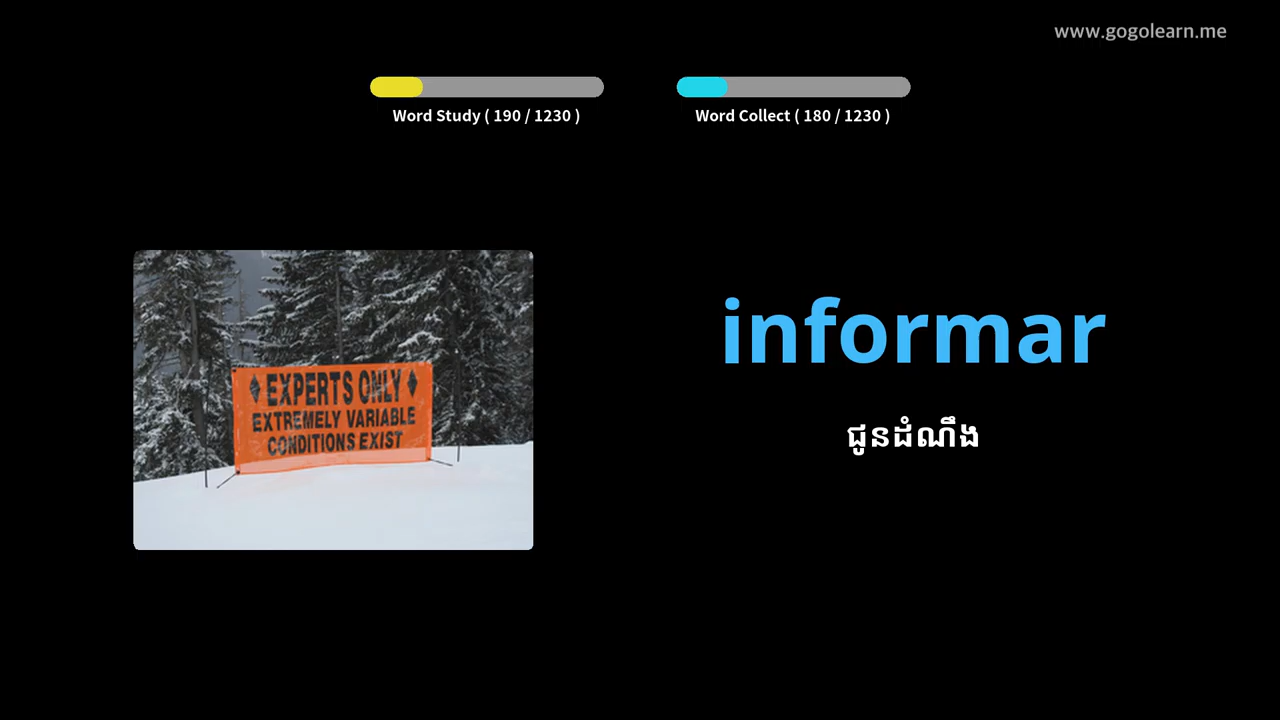 www.gogolearn.me
Word Study ( 190 / 1230 )
Word Collect ( 180 / 1230 )
EXPERTS ONLY
EXTREMELY VARIABLE
CONDITIONS EXIST
informar
ជូនដំណឹង